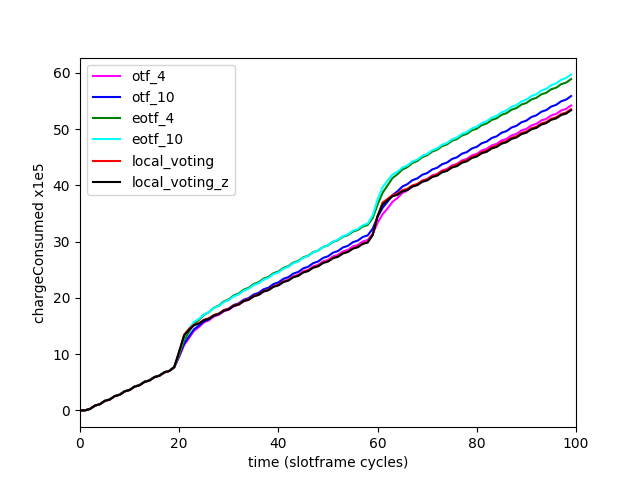 60
50
40
30
20
10
0
chargeConsumed x1e5
otf_4
otf_10
eotf_4
eotf_10
local_voting
local_voting_z
0 20 40 60 80 100
time (slotframe cycles)